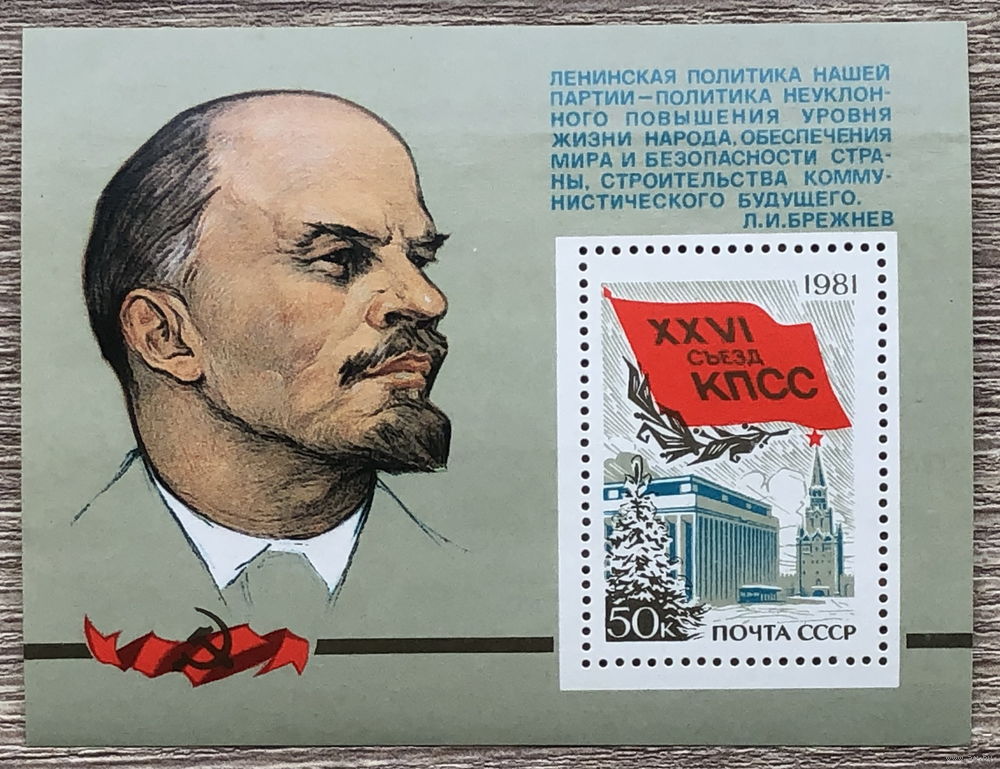 ЛЕНИНСКАЯ ПОЛИТИКА НАШЕЙ
ПАРТИИ—ПОЛИТИКА НЕУКЛОН-
НОГО ПОВЫШЕНИЯ УРОВНЯ
ЖИЗНИ НАРОДА, ОБЕСПЕЧЕНИЯ
МИРА И БЕЗОПАСНОСТИ СТРА-
НЫ, СТРОИТЕЛЬСТВА КОММУ-
НИСТИЧЕСКОГО БУДУЩЕГО.
Л.И.БРЕЖНЕВ
1981
XXVI
СЪЕЗД
КПСС
50к
ПОЧТА СССР